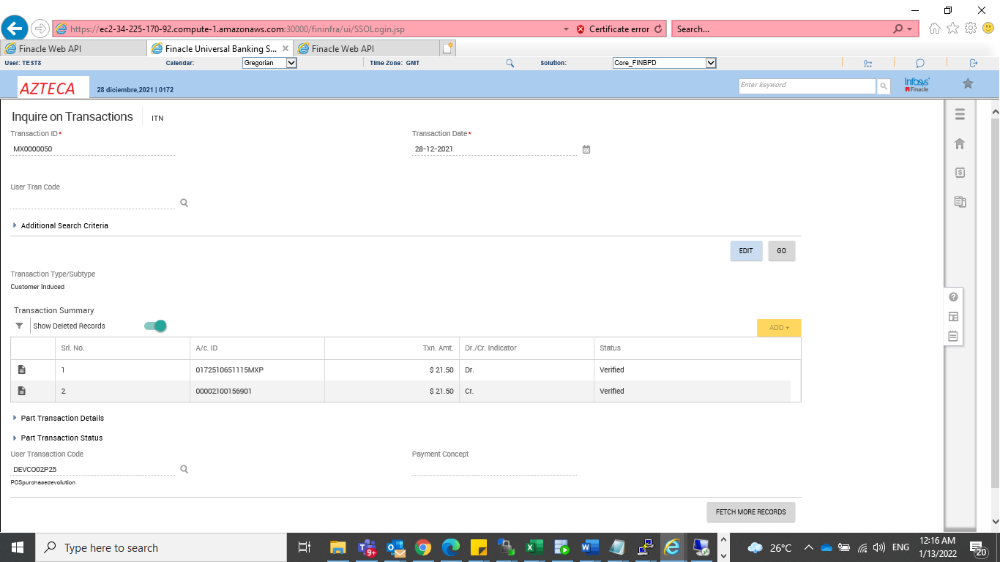 https://ec2-34-225-170-92.compute-1.amazonaws.com:30000/fininfra/ui/SSOLogin.jsp Certificate error Search...
Finacle Web API Finacle Universal Banking S... Finacle Web API
User: TEST8 Calendar: Gregorian Time Zone: GMT Solution: Core_FINBPD
AZTECA 28 diciembre,2021 | 0172 Enter keyword Infosys Finacle
Inquire on Transactions ITN
Transaction ID* Transaction Date*
MX0000050 28-12-2021
User Tran Code
Additional Search Criteria
EDIT GO
Transaction Type/Subtype
Customer Induced
Transaction Summary
Show Deleted Records ADD +
Srl. No. A/c. ID Txn. Amt. Dr./Cr. Indicator Status
1 0172510651115MXP $ 21.50 Dr. Verified
2 00002100156901 $ 21.50 Cr. Verified
Part Transaction Details
Part Transaction Status
User Transaction Code Payment Concept
DEVCO02P25
POSpurchasedevolution
FETCH MORE RECORDS
Type here to search 9+ 26°C ENG 12:16 AM
1/13/2022 20